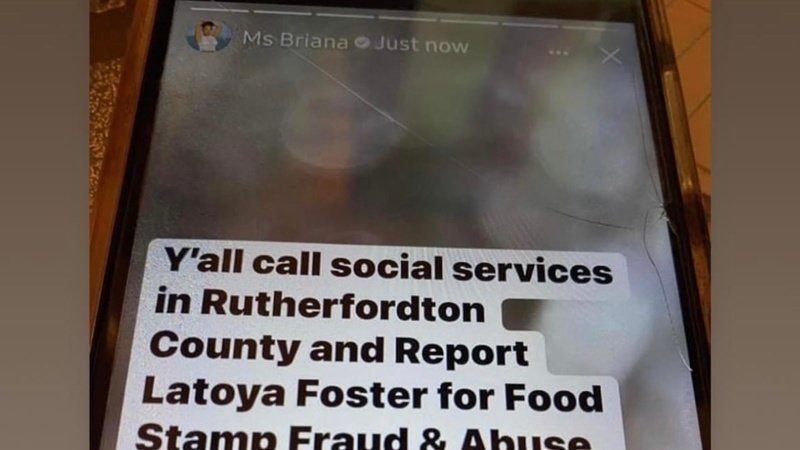 Ms Briana Just now
Y'all call social services
in Rutherfordton
County and Report
Latoya Foster for Food
Stamp Fraud & Abuse